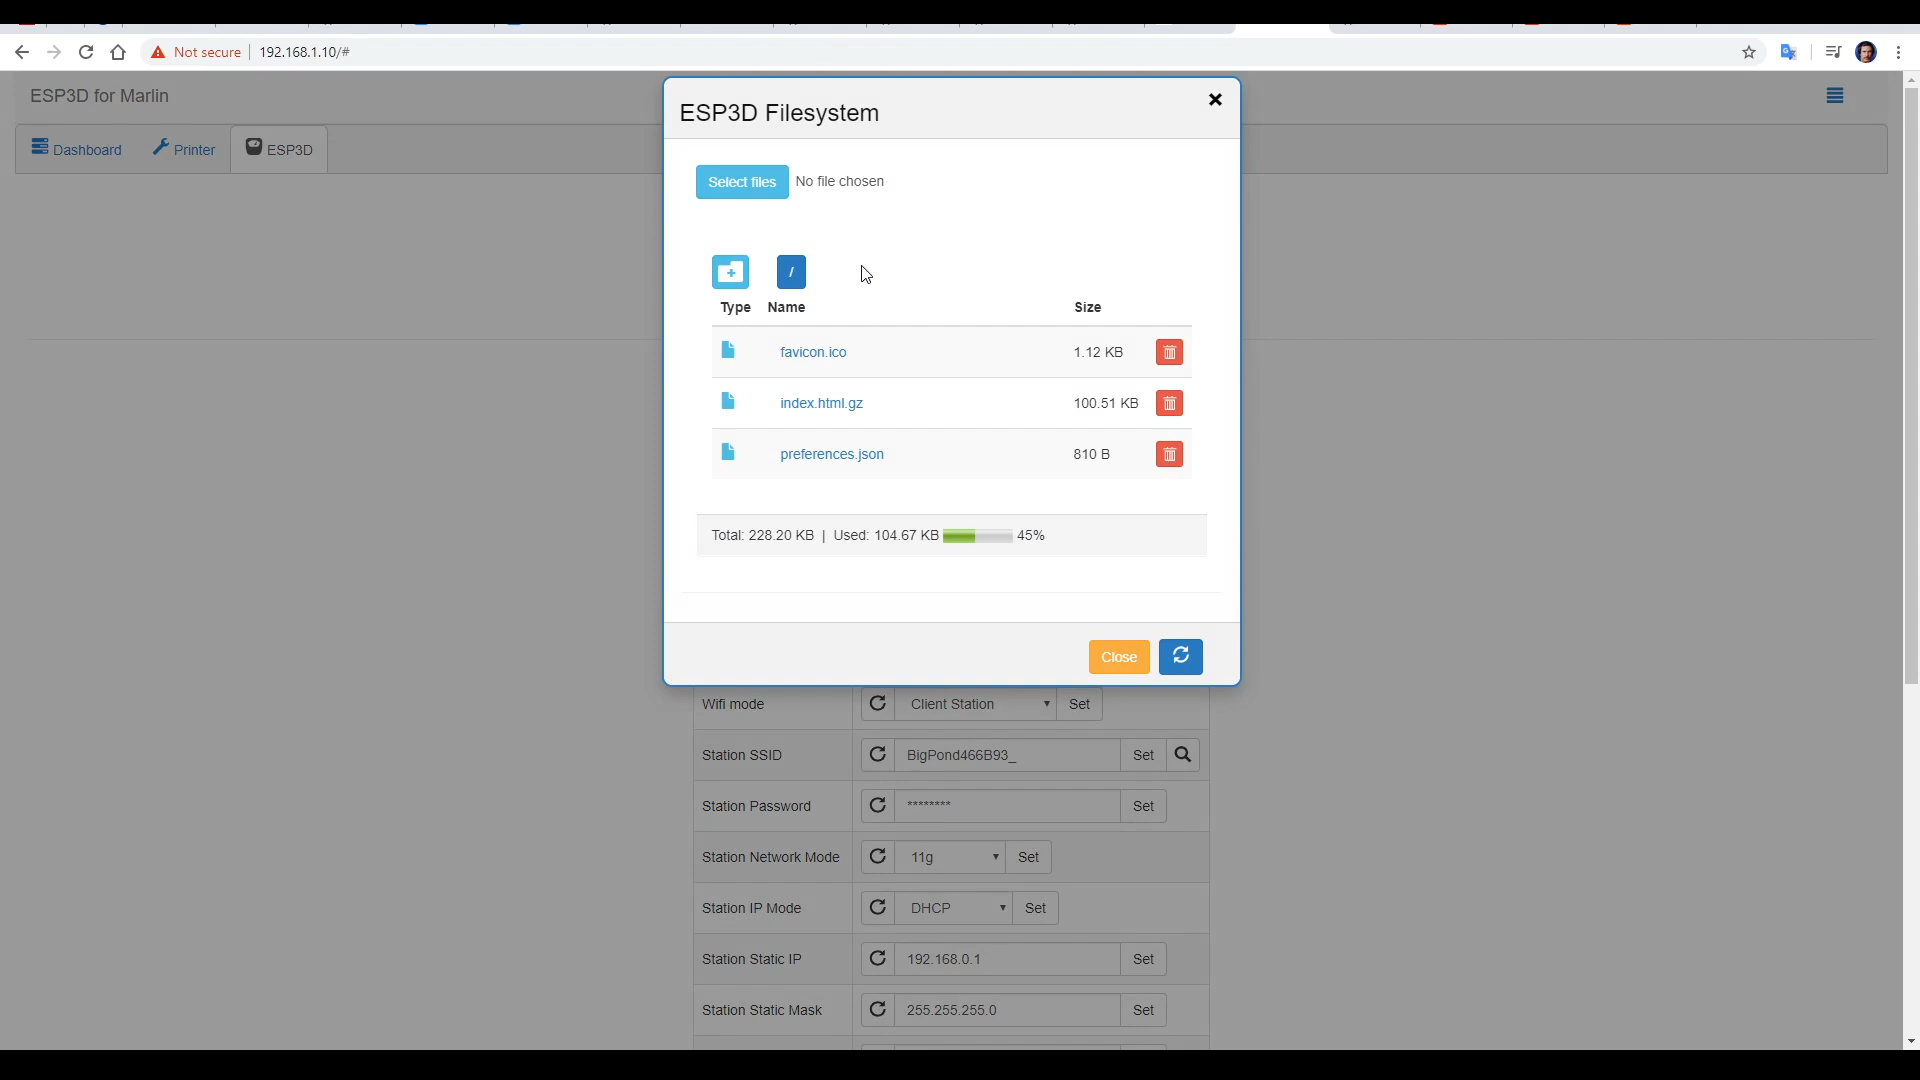 Not secure | 192.168.1.10/#
ESP3D for Marlin
Dashboard Printer ESP3D
ESP3D Filesystem
Select files No file chosen
/
Type Name Size
favicon.ico 1.12 KB
index.html.gz 100.51 KB
preferences.json 810 B
Total: 228.20 KB | Used: 104.67 KB 45%
Close
Wifi mode Client Station Set
Station SSID BigPond466B93_ Set
Station Password ******** Set
Station Network Mode 11g Set
Station IP Mode DHCP Set
Station Static IP 192.168.0.1 Set
Station Static Mask 255.255.255.0 Set